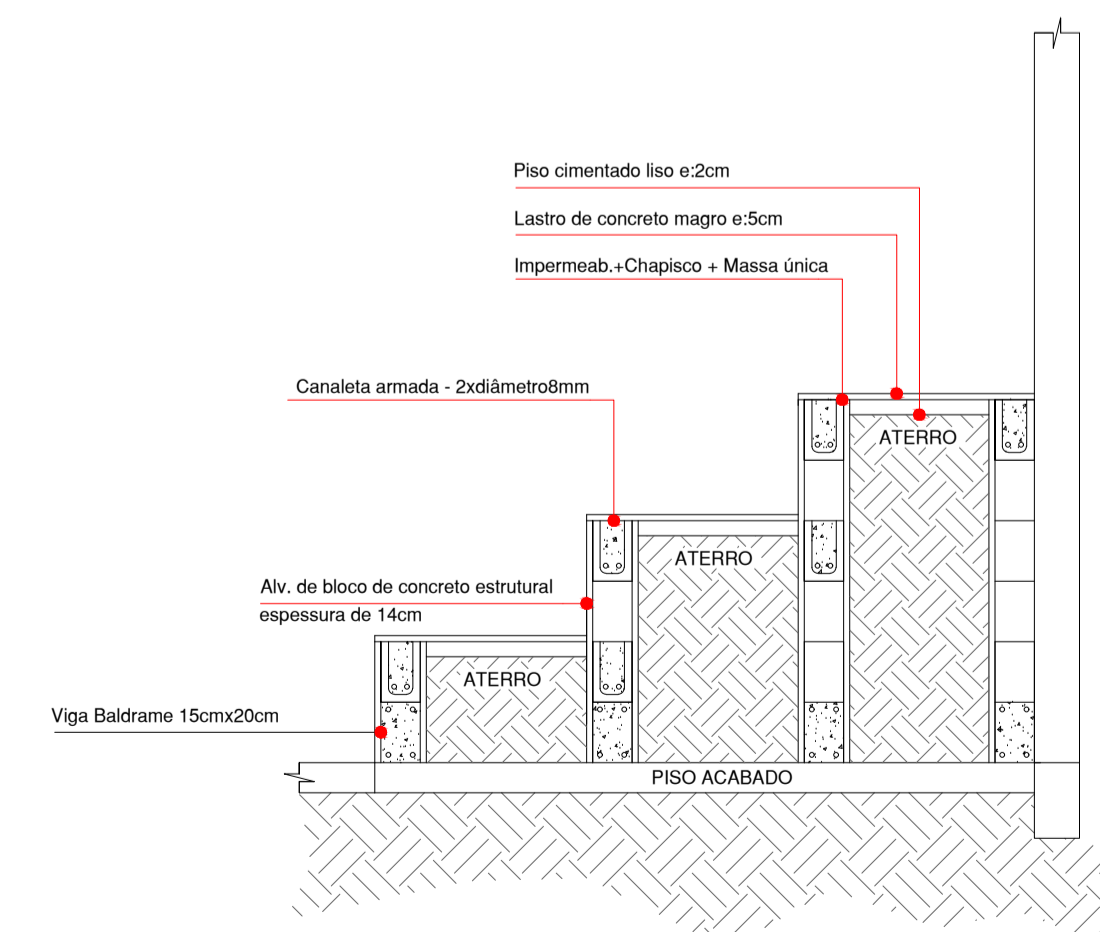 Piso cimentado liso e:2cm
Lastro de concreto magro e:5cm
Impermeab.+Chapisco + Massa única
Canaleta armada - 2xdiâmetro8mm
ATERRO
ATERRO
Alv. de bloco de concreto estrutural
espessura de 14cm
ATERRO
Viga Baldrame 15cmx20cm
PISO ACABADO